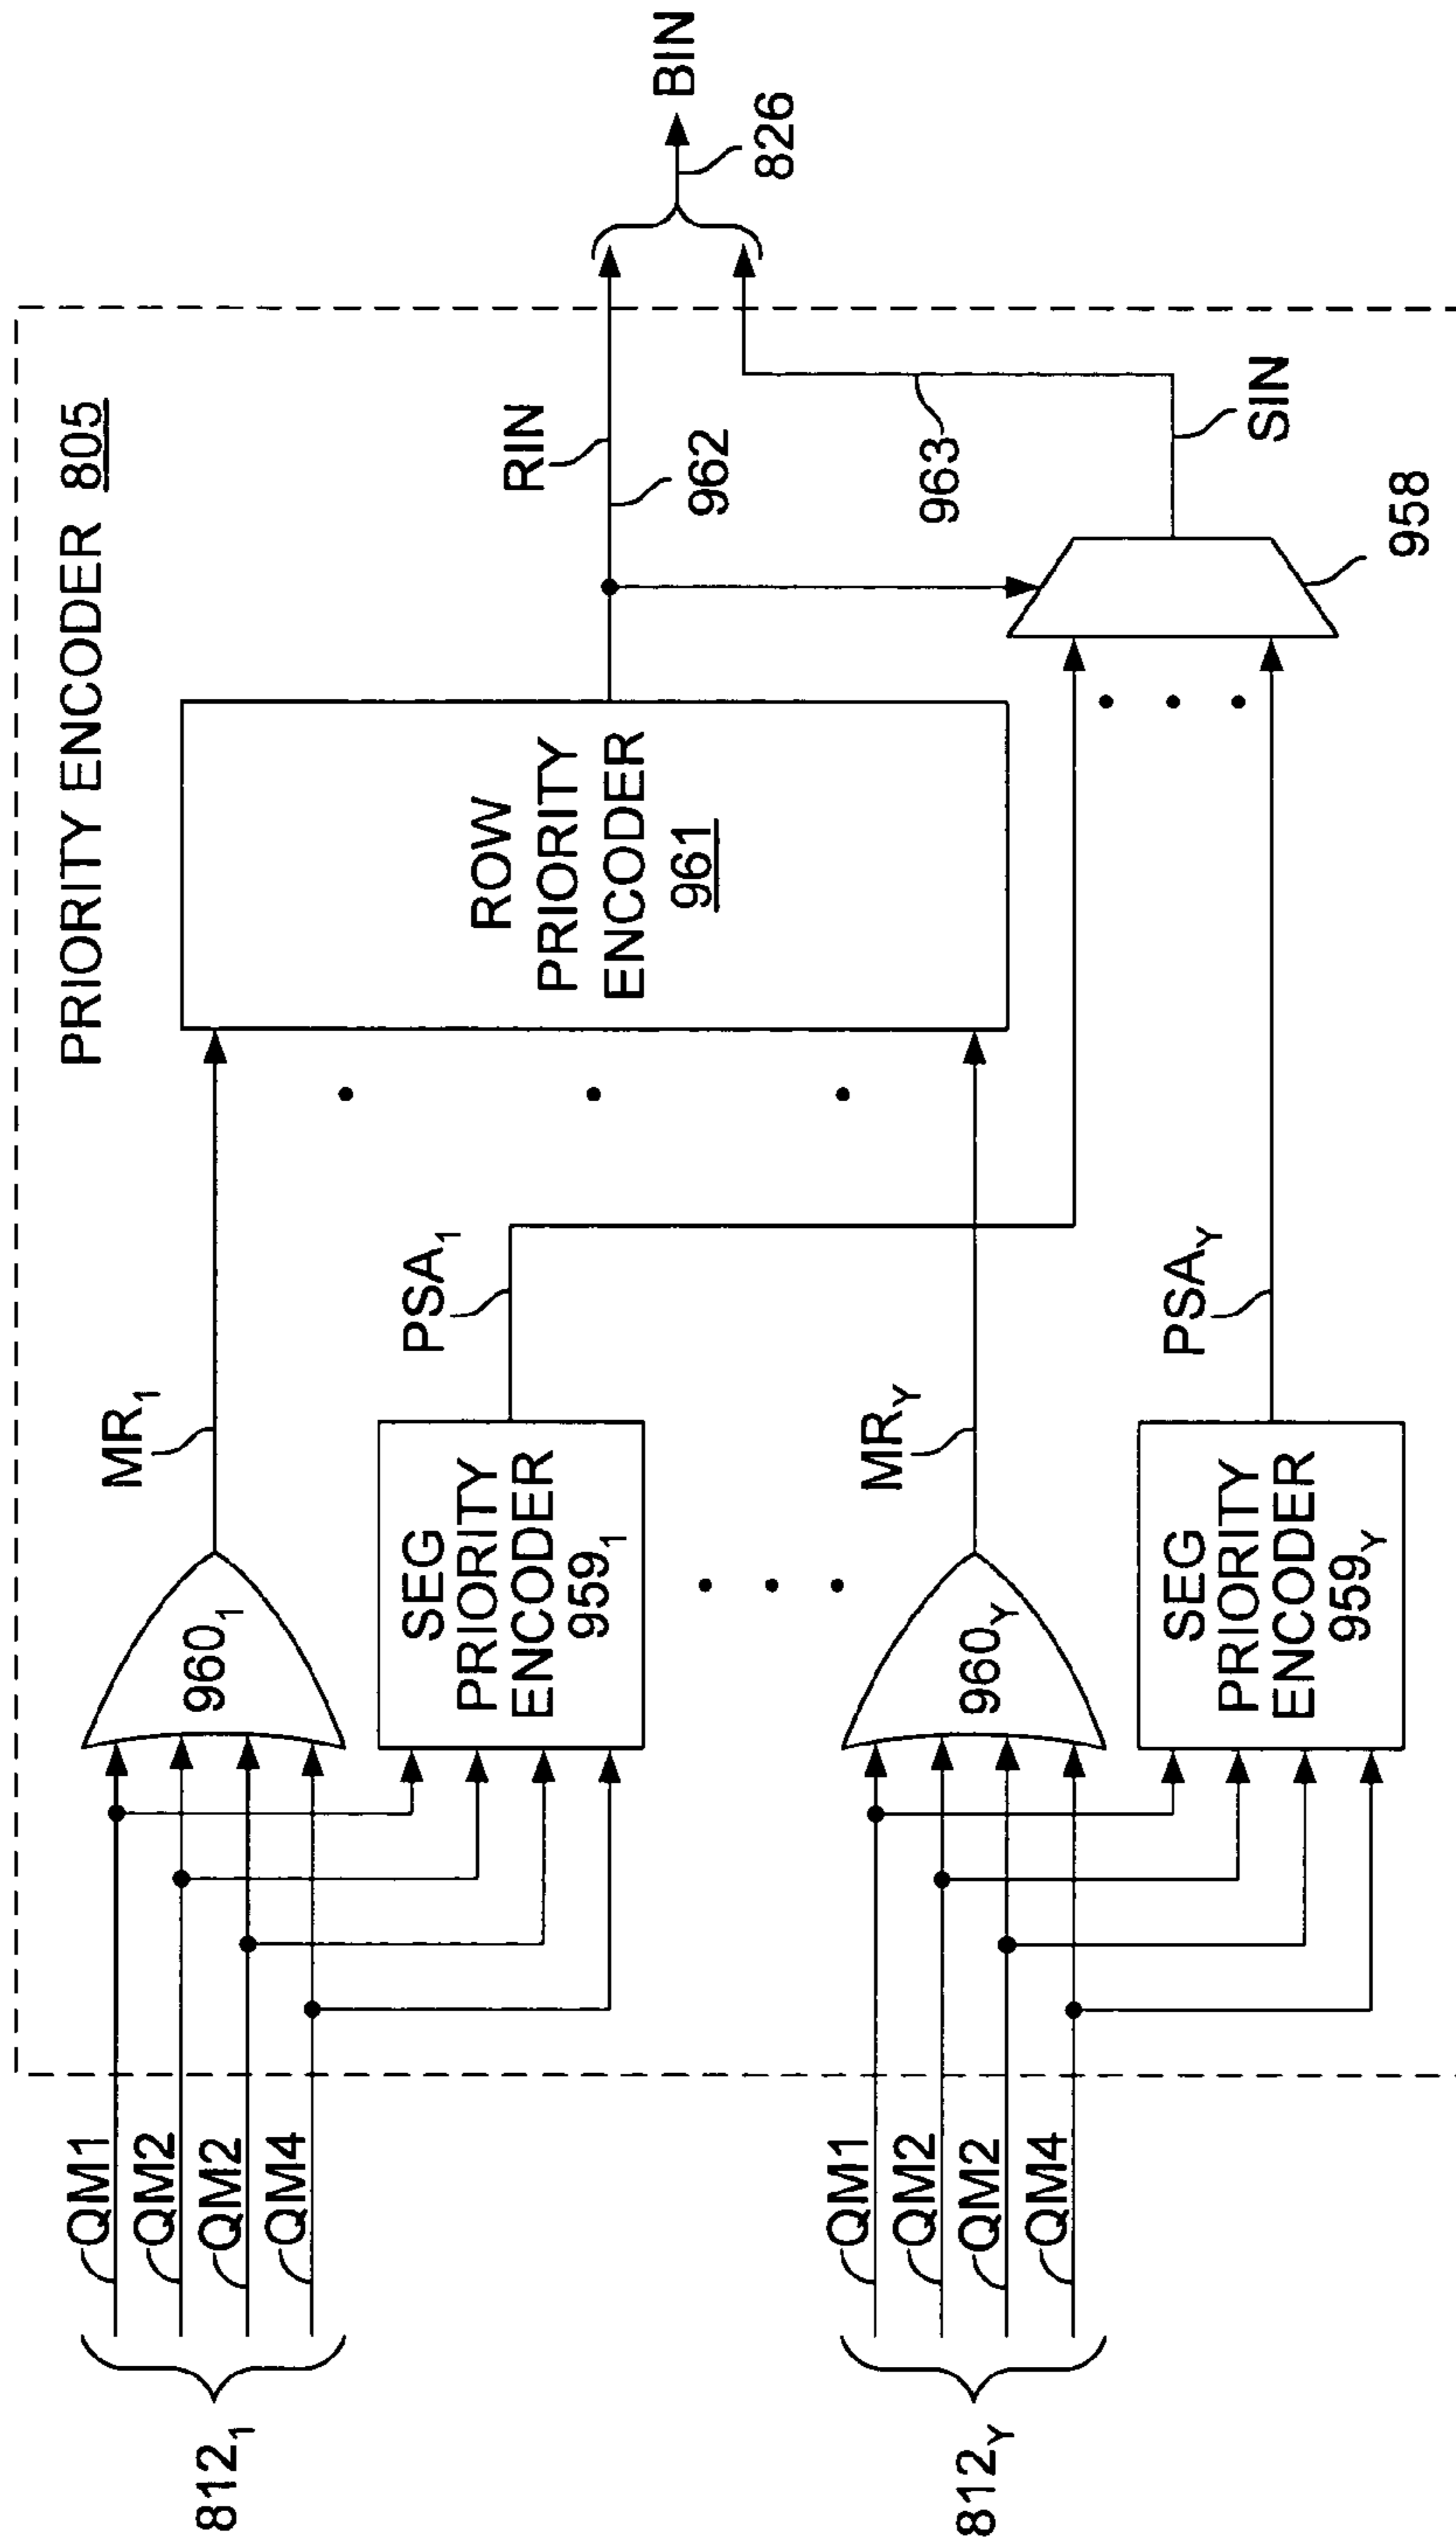 PRIORITY ENCODER 805
812₁
QM1
QM2
QM2
QM4
960₁
MR₁
SEG
PRIORITY
ENCODER
959₁
PSA₁
ROW
PRIORITY
ENCODER
961
RIN
962
BIN
826
812Y
QM1
QM2
QM2
QM4
960Y
MRY
SEG
PRIORITY
ENCODER
959Y
PSAY
963
SIN
958